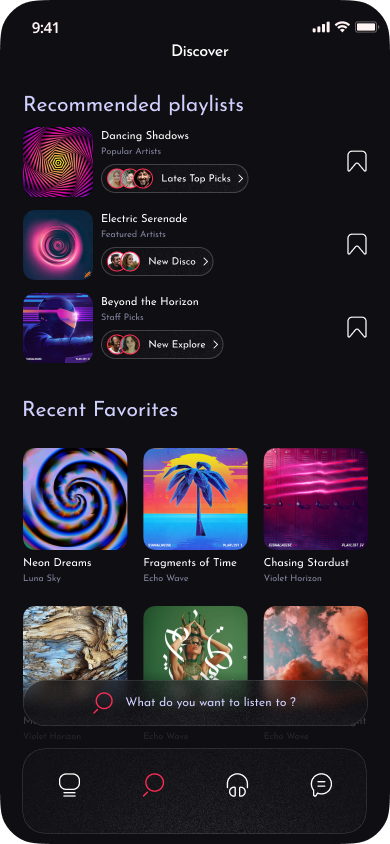 9:41
Discover
Recommended playlists
Dancing Shadows
Popular Artists
Lates Top Picks
Electric Serenade
Featured Artists
New Disco
Beyond the Horizon
Staff Picks
New Explore
Recent Favorites
Neon Dreams
Fragments of Time
Chasing Stardust
Luna Sky
Echo Wave
Violet Horizon
What do you want to listen to ?
Violet Horizon
Echo Wave
Echo Wave